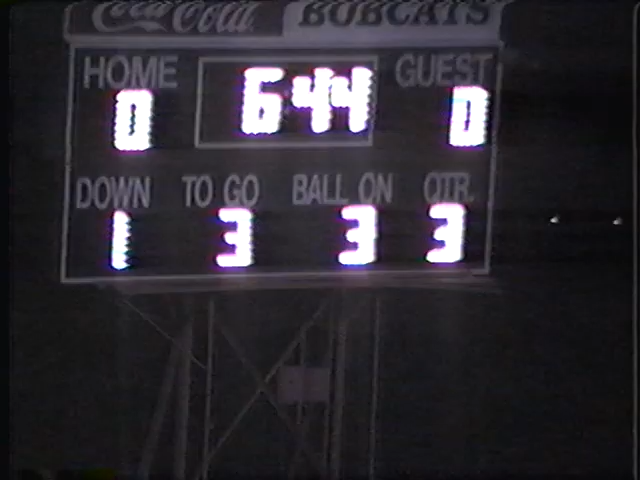 Coca-Cola BOBCATS
HOME 6:44 GUEST
0 0
DOWN TO GO BALL ON QTR.
1 3 3 3